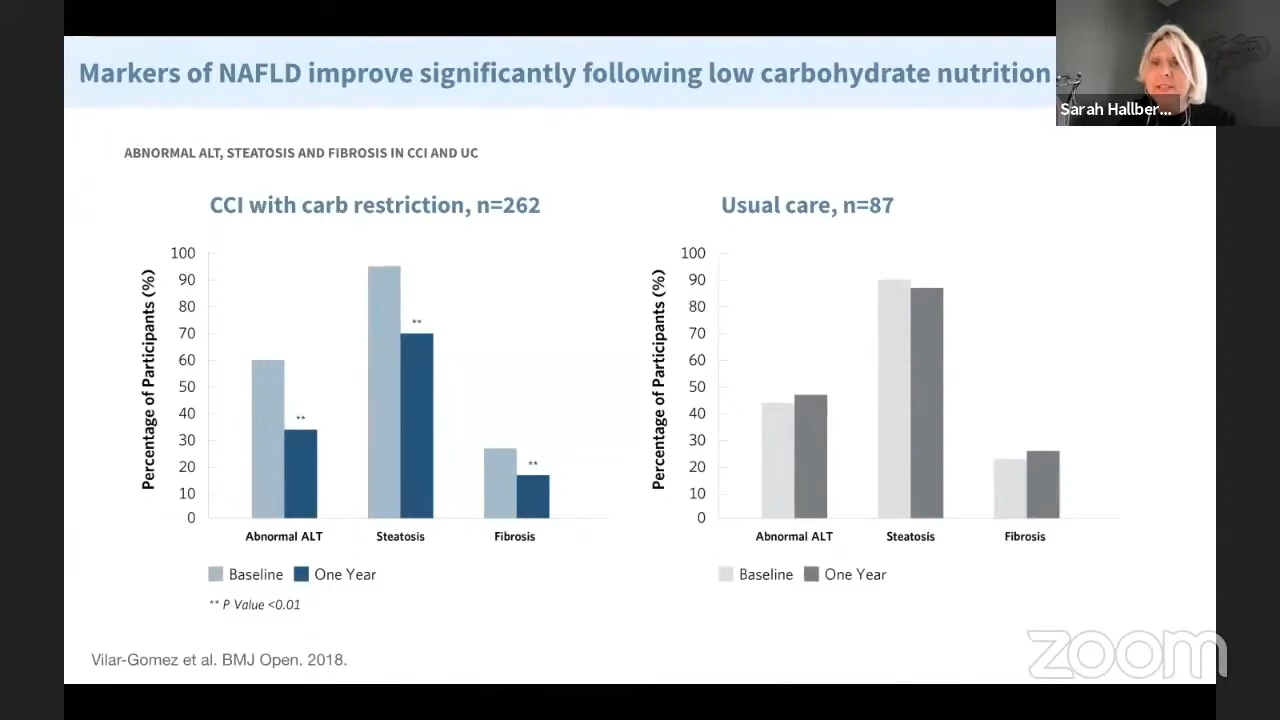 Markers of NAFLD improve significantly following low carbohydrate nutrition
Sarah Hallber...
ABNORMAL ALT, STEATOSIS AND FIBROSIS IN CCI AND UC
CCI with carb restriction, n=262
Percentage of Participants (%)
100
90
80
70
60
50
40
30
20
10
0
**
**
**
Abnormal ALT
Steatosis
Fibrosis
Baseline
One Year
** P Value <0.01
Usual care, n=87
Percentage of Participants (%)
100
90
80
70
60
50
40
30
20
10
0
Abnormal ALT
Steatosis
Fibrosis
Baseline
One Year
Vilar-Gomez et al. BMJ Open. 2018.
zoom